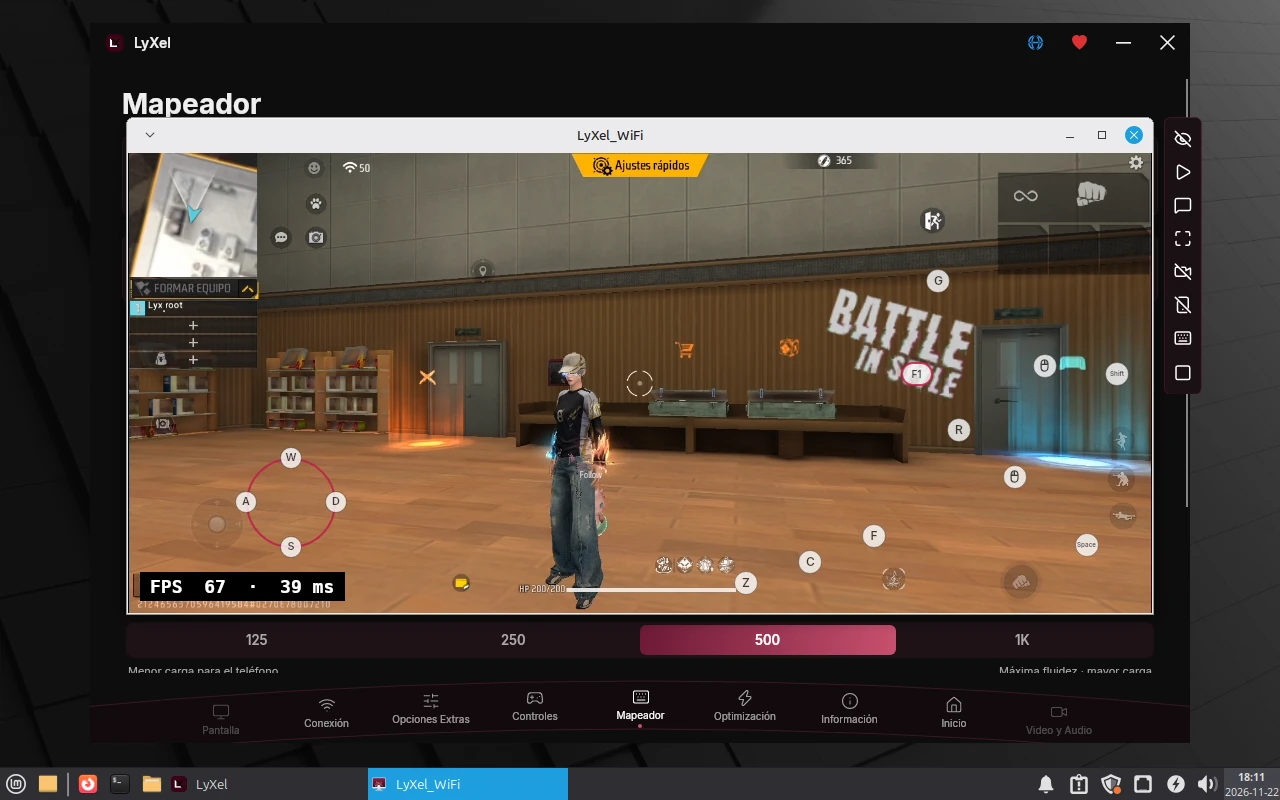 LyXel
Mapeador
LyXel_WiFi
50
Ajustes rápidos
365
FORMAR EQUIPO
Lyx.root
G
BATTLE
IN STYLE
F1
Shift
R
W
A
D
S
Follow
F
Space
C
Z
HP 200/200
FPS 67 · 39 ms
125
250
500
1K
Menor carga para el teléfono
Máxima fluidez · mayor carga
Pantalla
Conexión
Opciones Extras
Controles
Mapeador
Optimización
Información
Inicio
Video y Audio
LyXel
LyXel_WiFi
18:11
2026-11-22